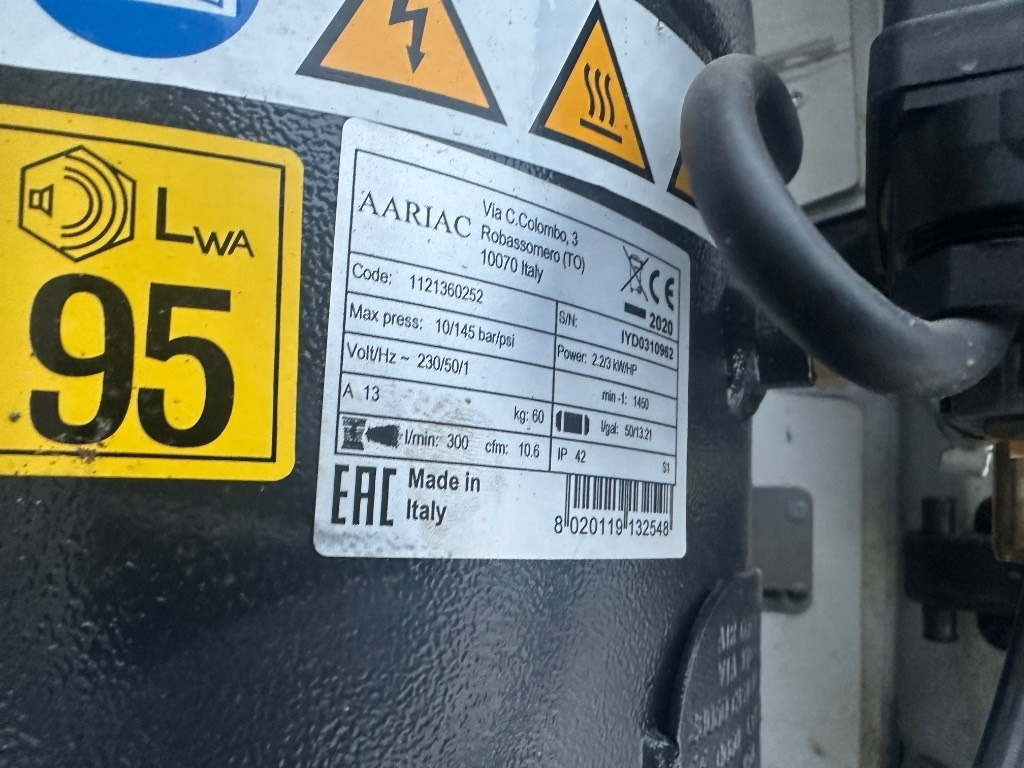 LWA
95
AARIAC
Via C.Colombo, 3
Robassomero (TO)
10070 Italy
CE
2020
Code: 1121360252
S/N: IYD0310962
Max press: 10/145 bar/psi
Power: 2.2/3 kW/HP
Volt/Hz ~ 230/50/1
min -1: 1450
A 13
kg: 60
l/gal: 50/13.21
l/min: 300 cfm: 10.6
IP 42
S1
EAC
Made in
Italy
8 020119 132548